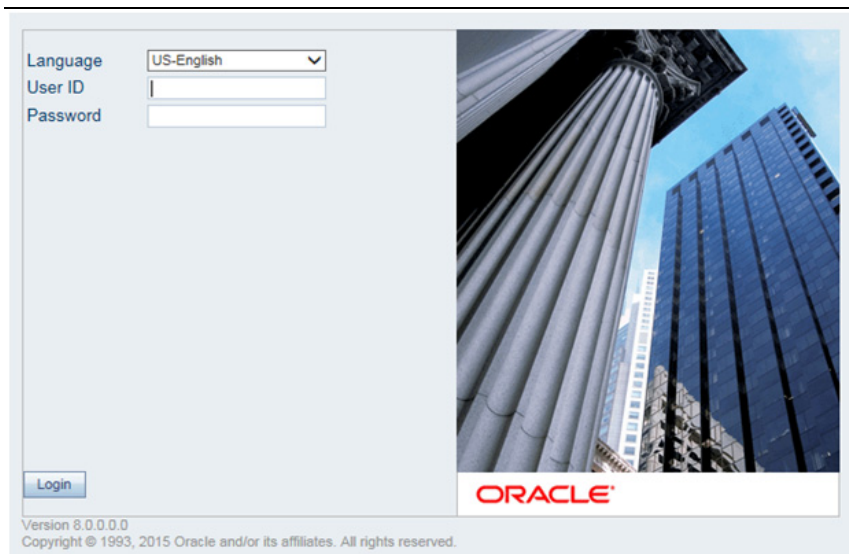 Language US-English
User ID
Password
Login
ORACLE®
Version 8.0.0.0.0
Copyright © 1993, 2015 Oracle and/or its affiliates. All rights reserved.